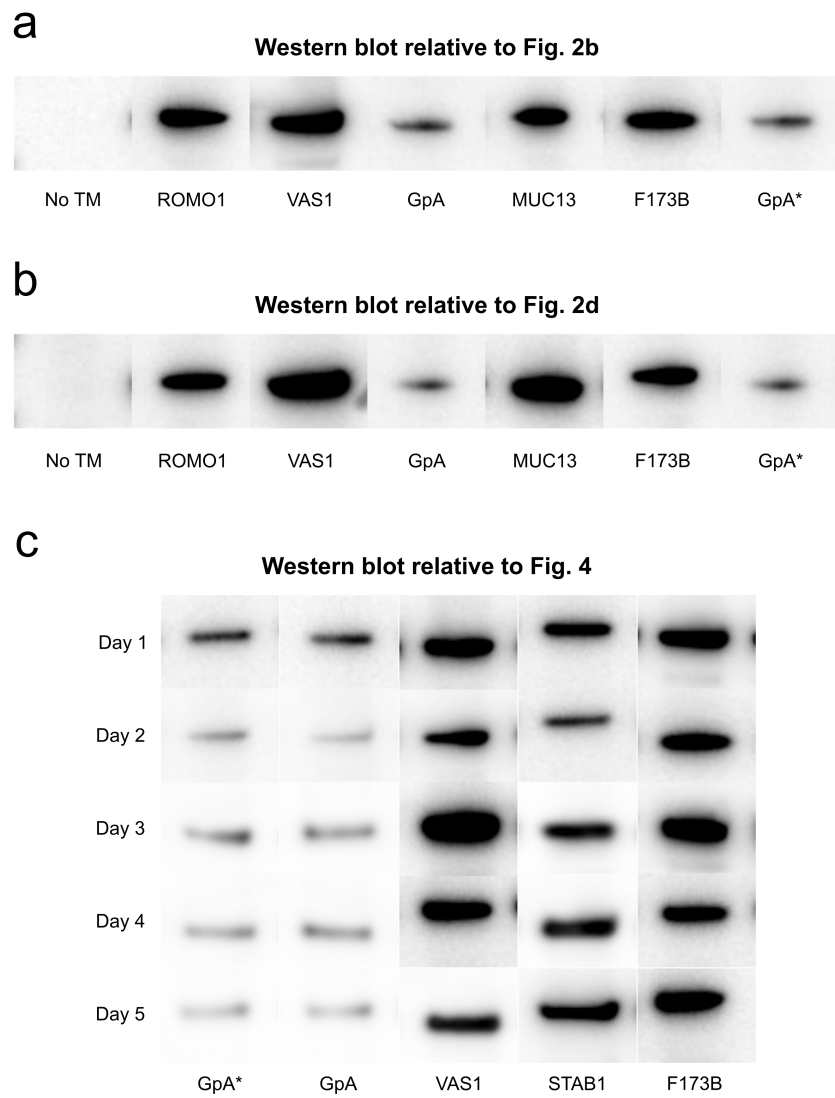 a
Western blot relative to Fig. 2b
No TM ROMO1 VAS1 GpA MUC13 F173B GpA*
b
Western blot relative to Fig. 2d
No TM ROMO1 VAS1 GpA MUC13 F173B GpA*
c
Western blot relative to Fig. 4
Day 1
Day 2
Day 3
Day 4
Day 5
GpA* GpA VAS1 STAB1 F173B